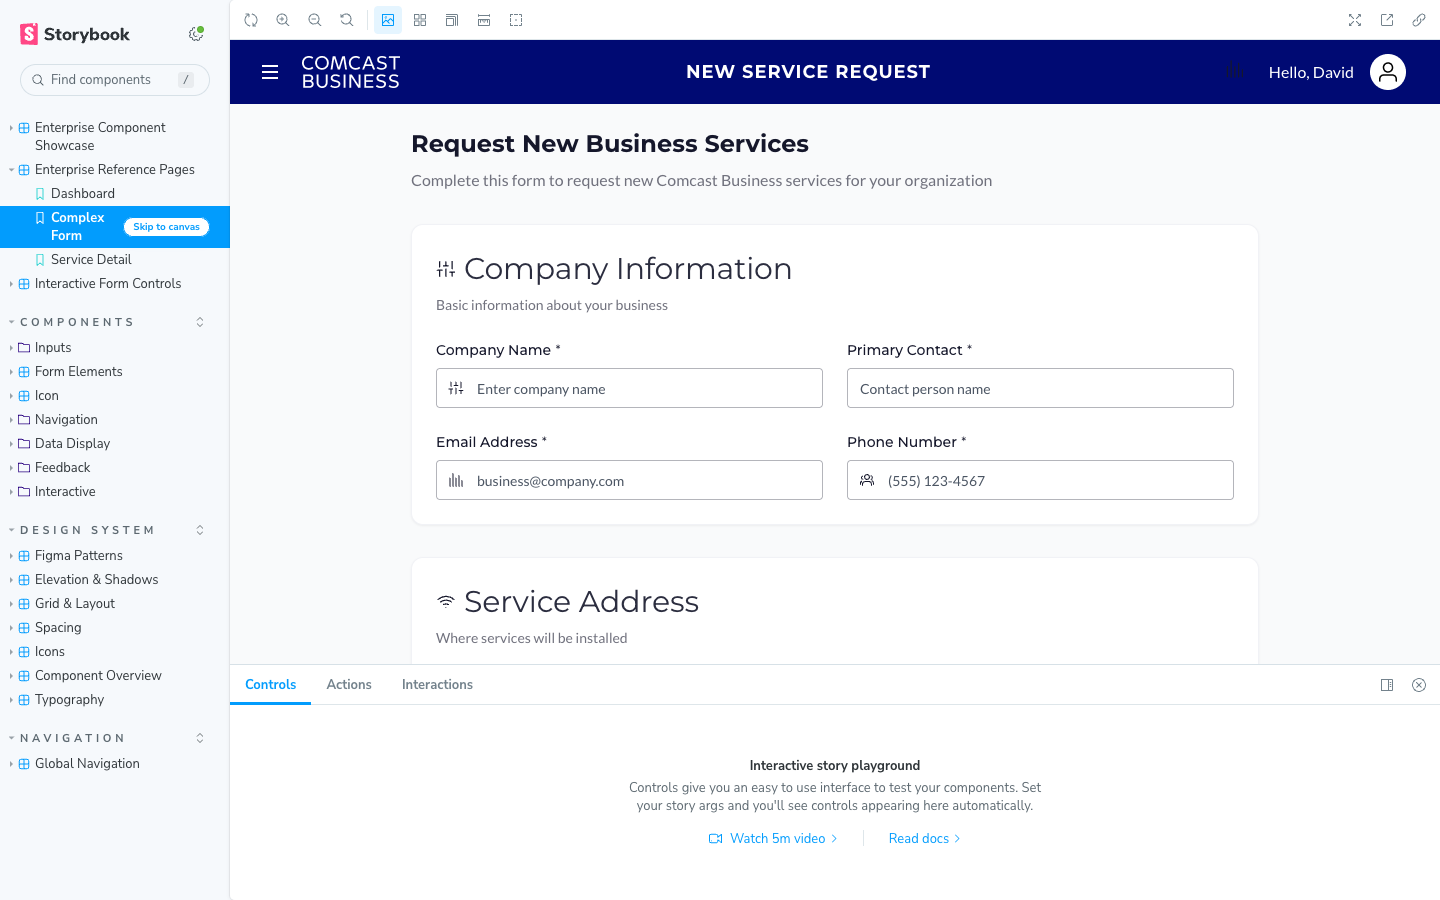 Storybook
Find components /
Enterprise Component
Showcase
Enterprise Reference Pages
Dashboard
Complex
Form
Skip to canvas
Service Detail
Interactive Form Controls
COMPONENTS
Inputs
Form Elements
Icon
Navigation
Data Display
Feedback
Interactive
DESIGN SYSTEM
Figma Patterns
Elevation & Shadows
Grid & Layout
Spacing
Icons
Component Overview
Typography
NAVIGATION
Global Navigation
COMCAST
BUSINESS
NEW SERVICE REQUEST
Hello, David
Request New Business Services
Complete this form to request new Comcast Business services for your organization
Company Information
Basic information about your business
Company Name *
Primary Contact *
Enter company name
Contact person name
Email Address *
Phone Number *
business@company.com
(555) 123-4567
Service Address
Where services will be installed
Controls Actions Interactions
Interactive story playground
Controls give you an easy to use interface to test your components. Set
your story args and you'll see controls appearing here automatically.
Watch 5m video
Read docs